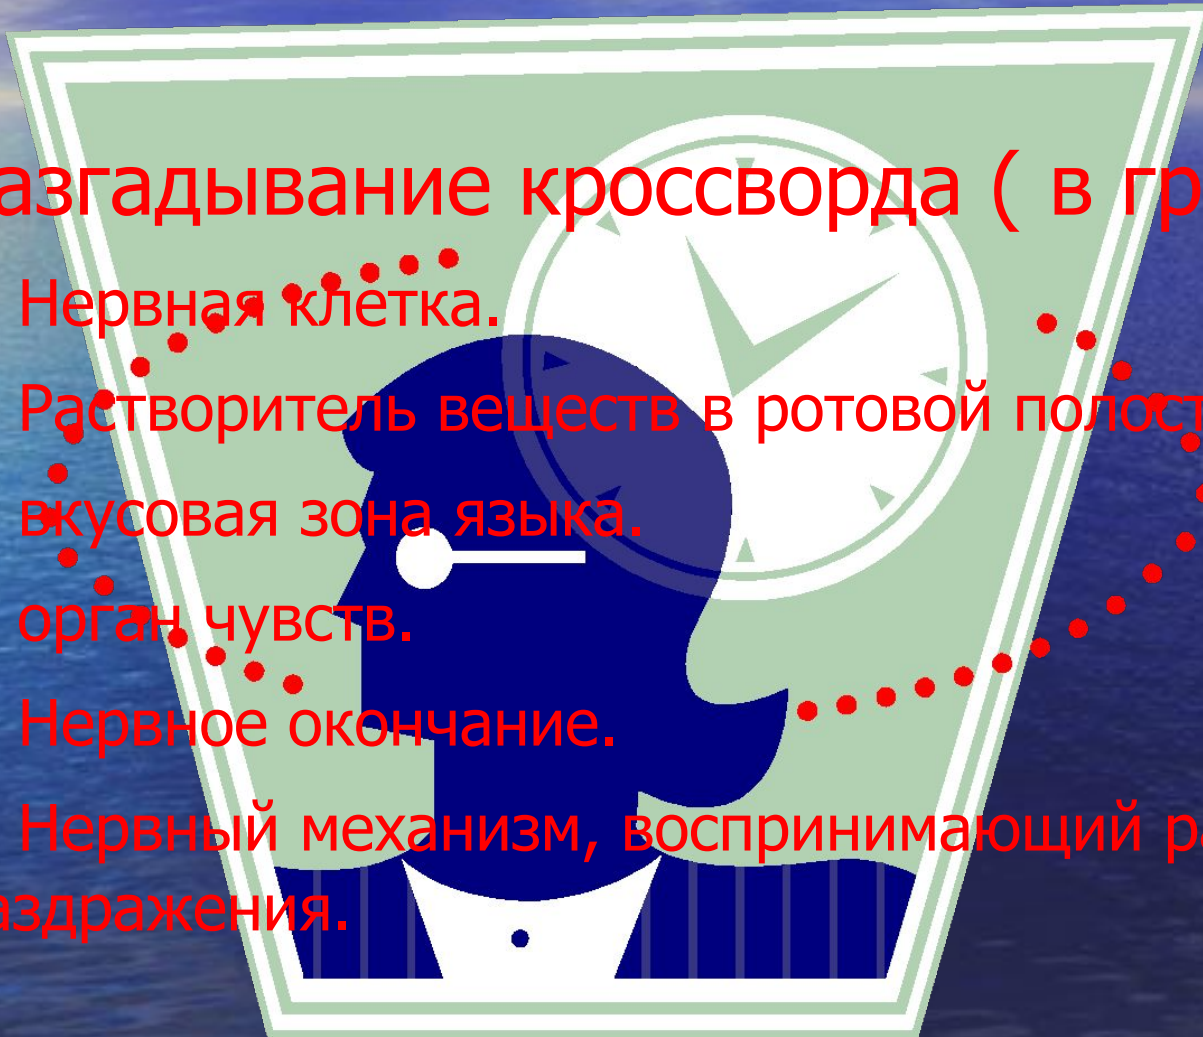 азгадывание кроссворда ( в гр
Нервная клетка.
Растворитель веществ в ротовой полост
вкусовая зона языка.
орган чувств.
Нервное окончание.
Нервный механизм, воспринимающий ра
аздражения.